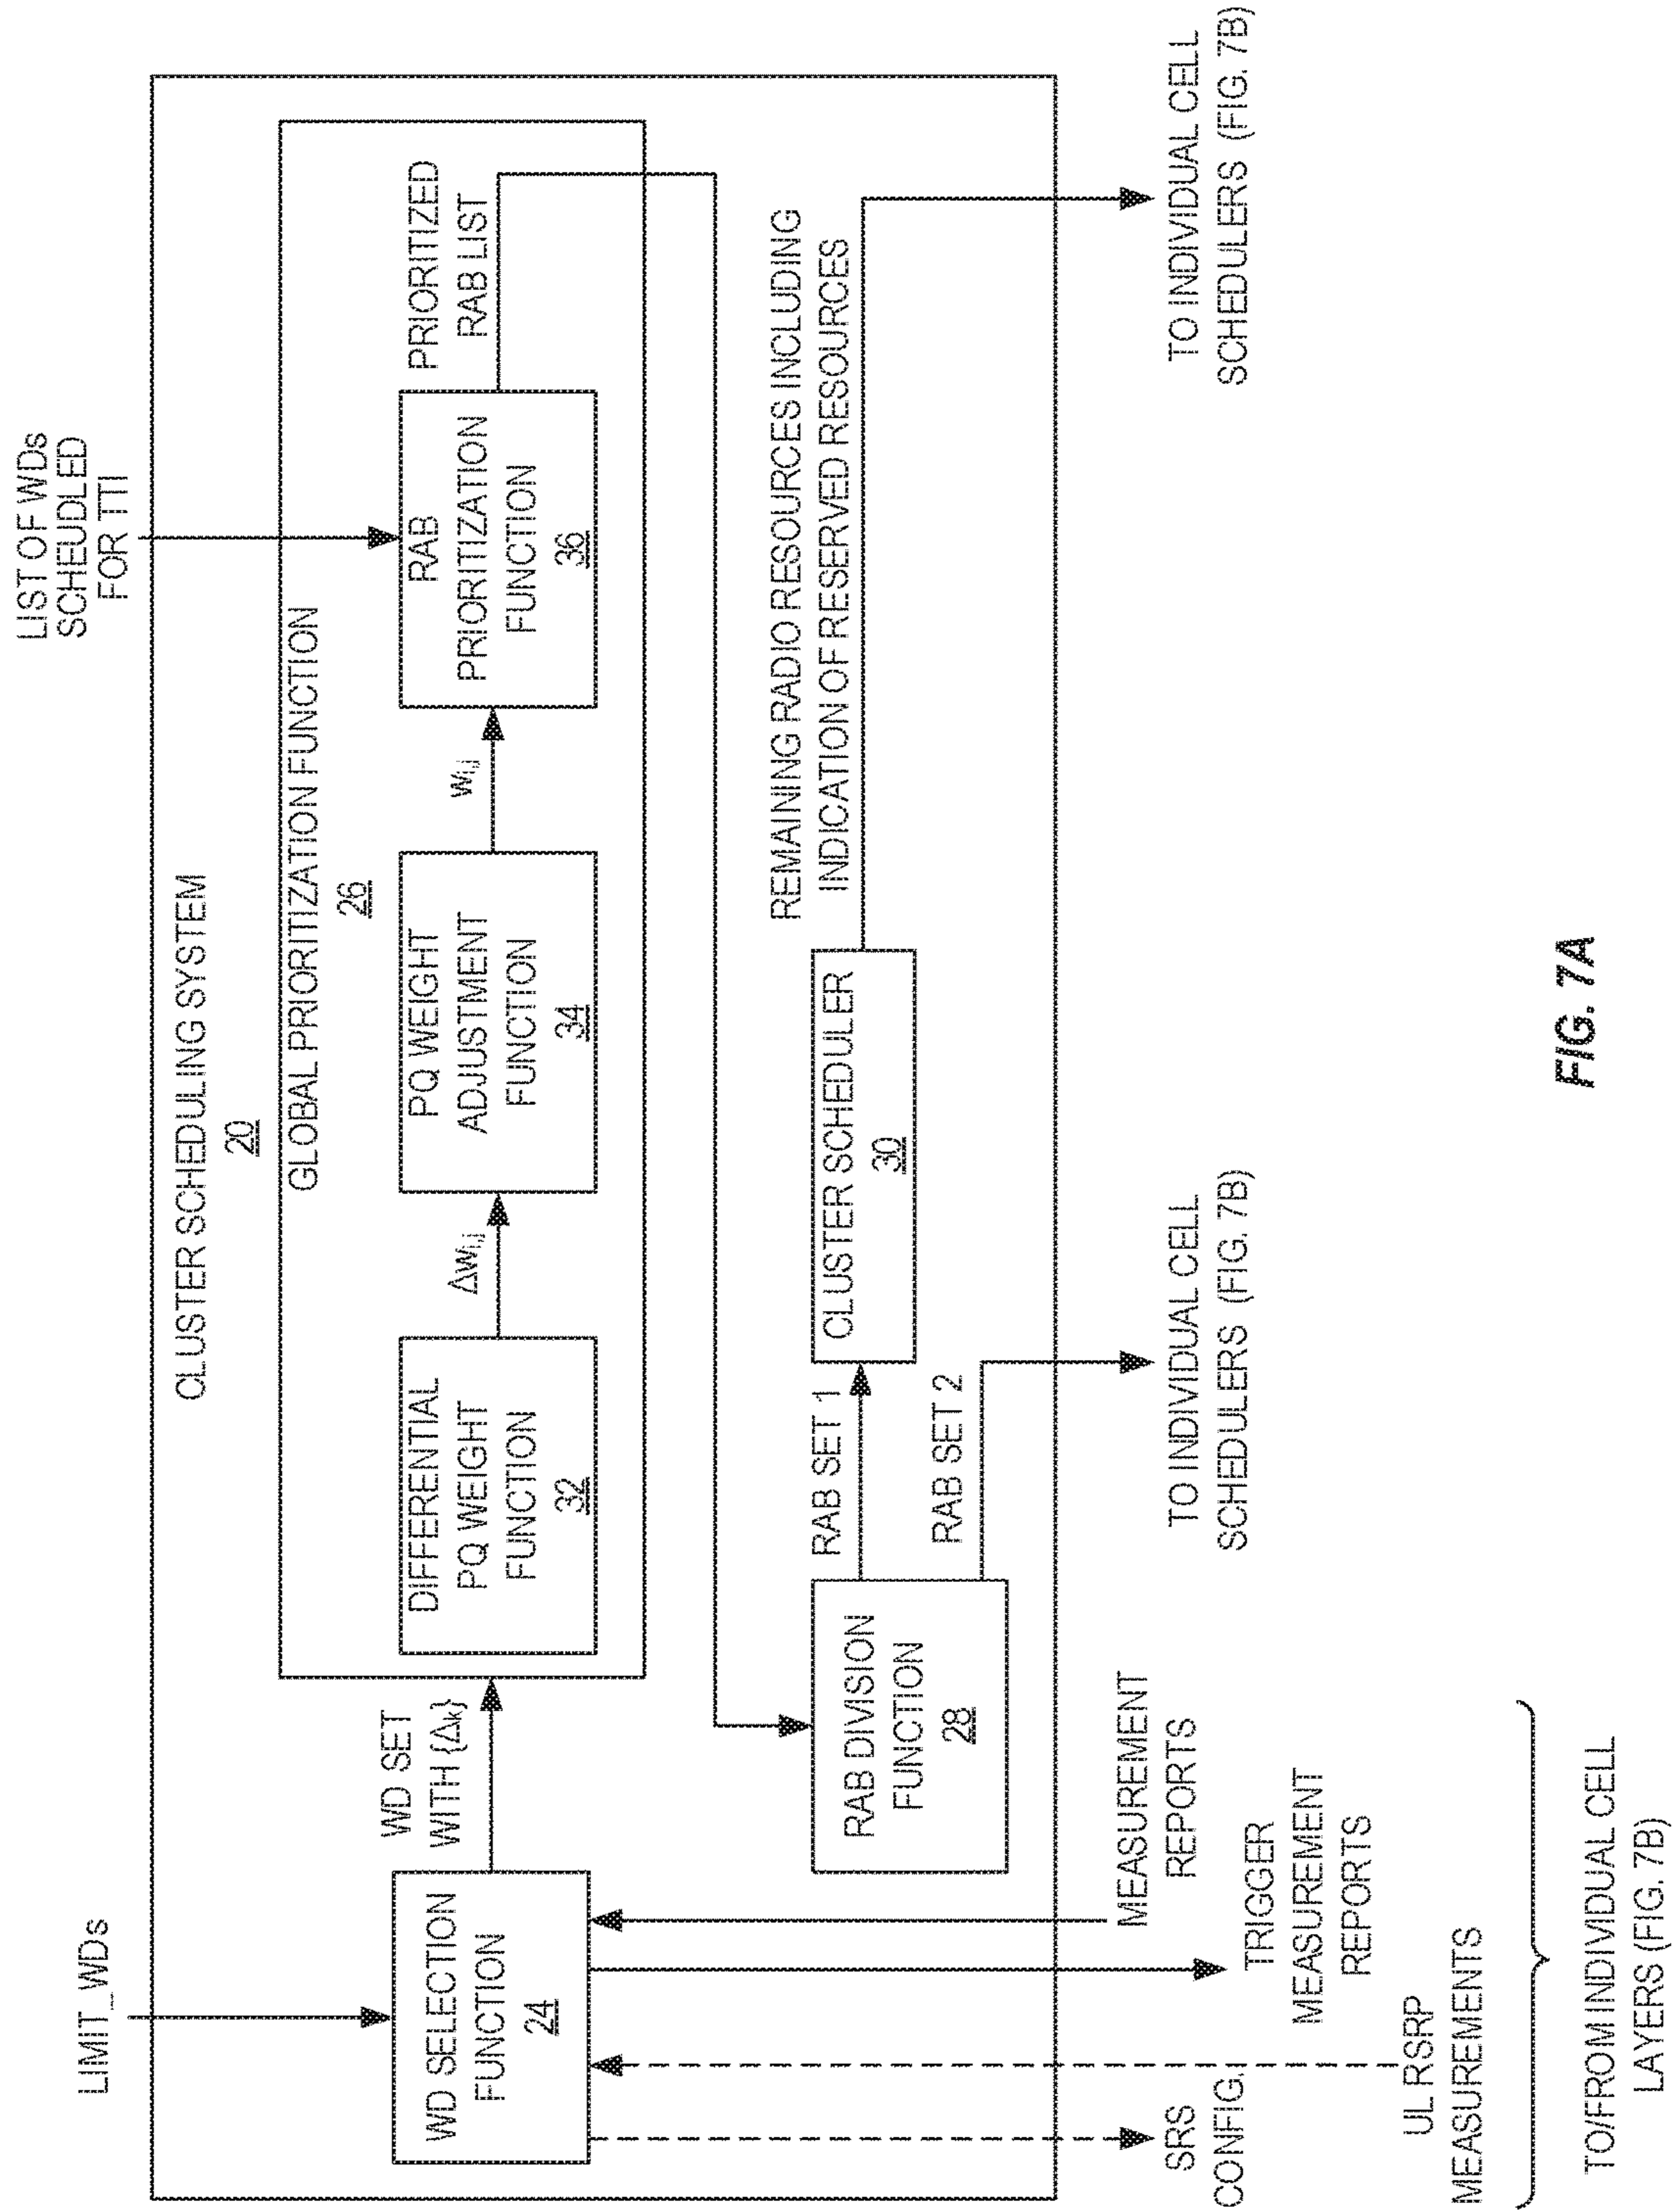 LIMIT_WDs
LIST OF WDs
SCHEUDLED
FOR TTI
CLUSTER SCHEDULING SYSTEM
20
GLOBAL PRIORITIZATION FUNCTION
26
WD SELECTION
FUNCTION
24
WD SET
WITH {Δk}
DIFFERENTIAL
PQ WEIGHT
FUNCTION
32
Δwi,j
PQ WEIGHT
ADJUSTMENT
FUNCTION
34
wi,j
RAB
PRIORITIZATION
FUNCTION
36
PRIORITIZED
RAB LIST
RAB DIVISION
FUNCTION
28
RAB SET 1
RAB SET 2
CLUSTER SCHEDULER
30
REMAINING RADIO RESOURCES INCLUDING
INDICATION OF RESERVED RESOURCES
SRS
CONFIG.
UL RSRP
MEASUREMENTS
TRIGGER
MEASUREMENT
REPORTS
MEASUREMENT
REPORTS
TO/FROM INDIVIDUAL CELL
LAYERS (FIG. 7B)
TO INDIVIDUAL CELL
SCHEDULERS (FIG. 7B)
TO INDIVIDUAL CELL
SCHEDULERS (FIG. 7B)
FIG. 7A